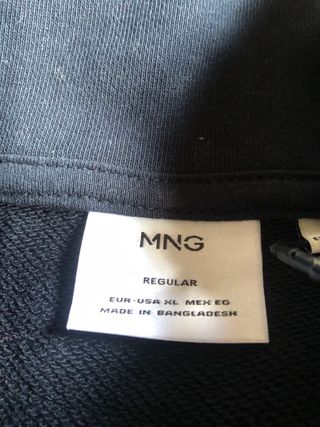 MNG
REGULAR
EUR-USA XL MEX EG
MADE IN BANGLADESH